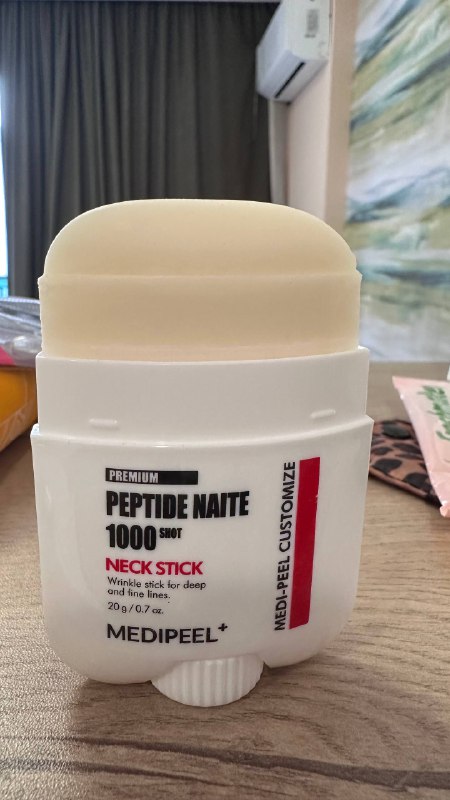 PREMIUM
PEPTIDE NAITE
1000 SHOT
NECK STICK
Wrinkle stick for deep
and fine lines.
20 g / 0.7 oz.
MEDIPEEL+
MEDI-PEEL CUSTOMIZE